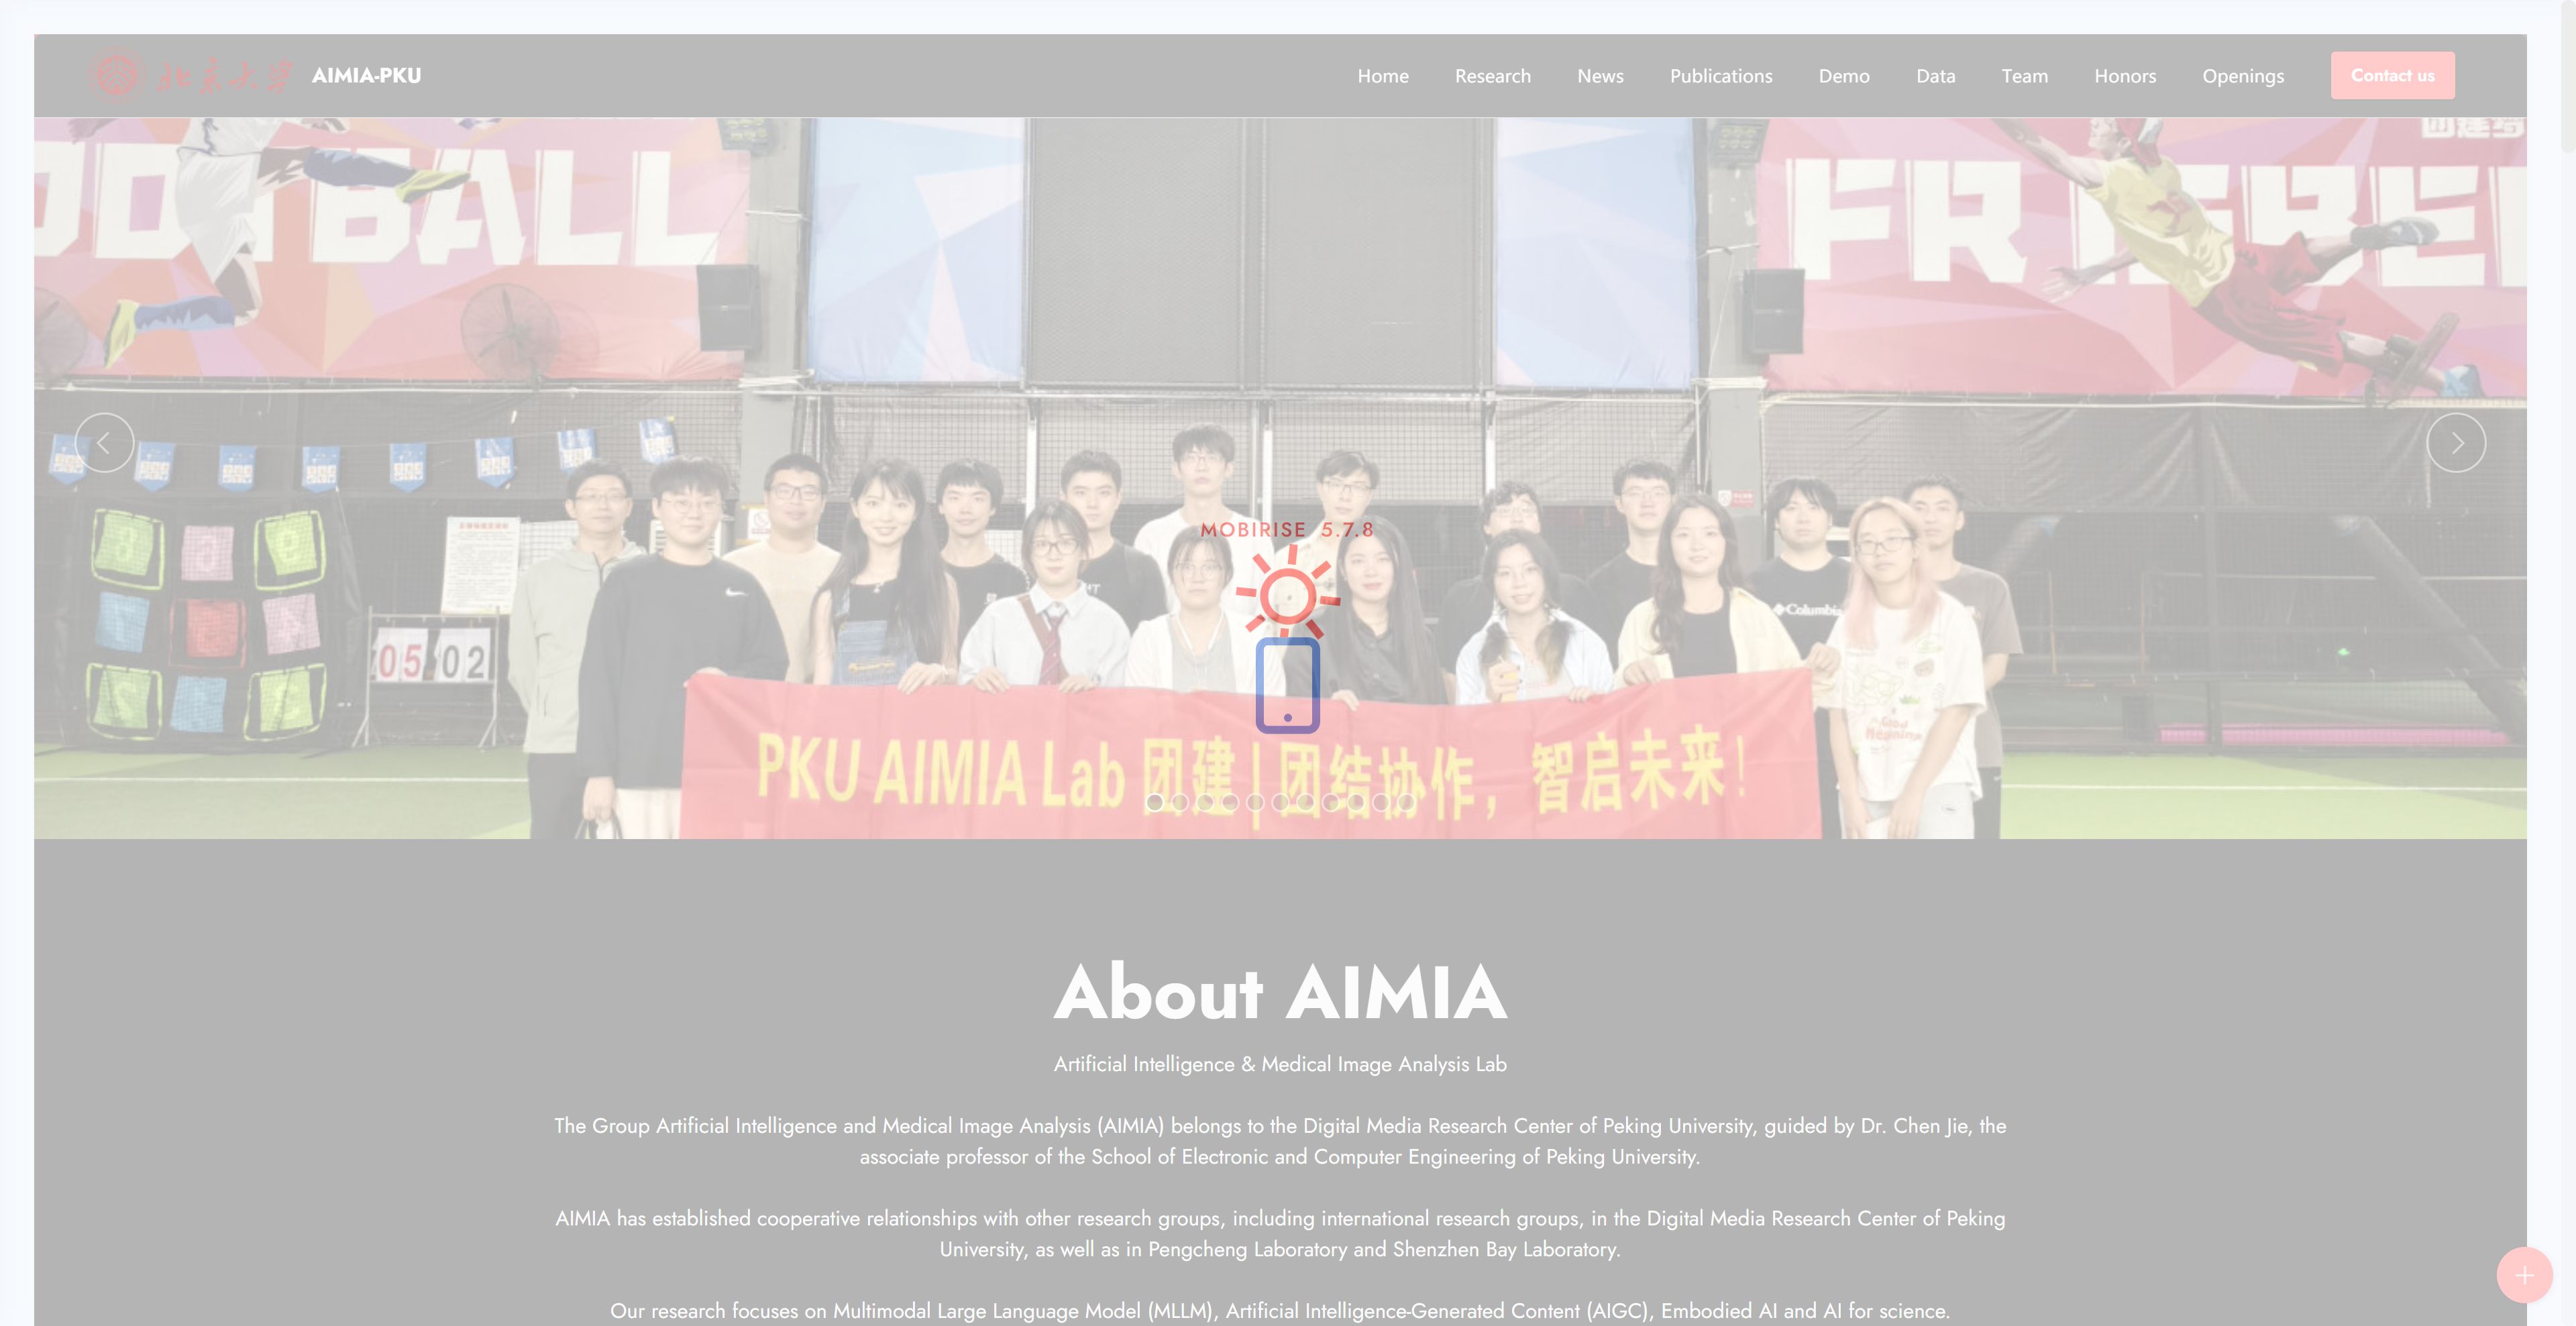 北京大学 AIMIA-PKU
Home Research News Publications Demo Data Team Honors Openings Contact us
OOTBALL
05 02
MOBIRISE 5.7.8
Columbia
PKU AIMIA Lab 团建 | 团结协作，智启未来！
About AIMIA
Artificial Intelligence & Medical Image Analysis Lab
The Group Artificial Intelligence and Medical Image Analysis (AIMIA) belongs to the Digital Media Research Center of Peking University, guided by Dr. Chen Jie, the
associate professor of the School of Electronic and Computer Engineering of Peking University.
AIMIA has established cooperative relationships with other research groups, including international research groups, in the Digital Media Research Center of Peking
University, as well as in Pengcheng Laboratory and Shenzhen Bay Laboratory.
Our research focuses on Multimodal Large Language Model (MLLM), Artificial Intelligence-Generated Content (AIGC), Embodied AI and AI for science.